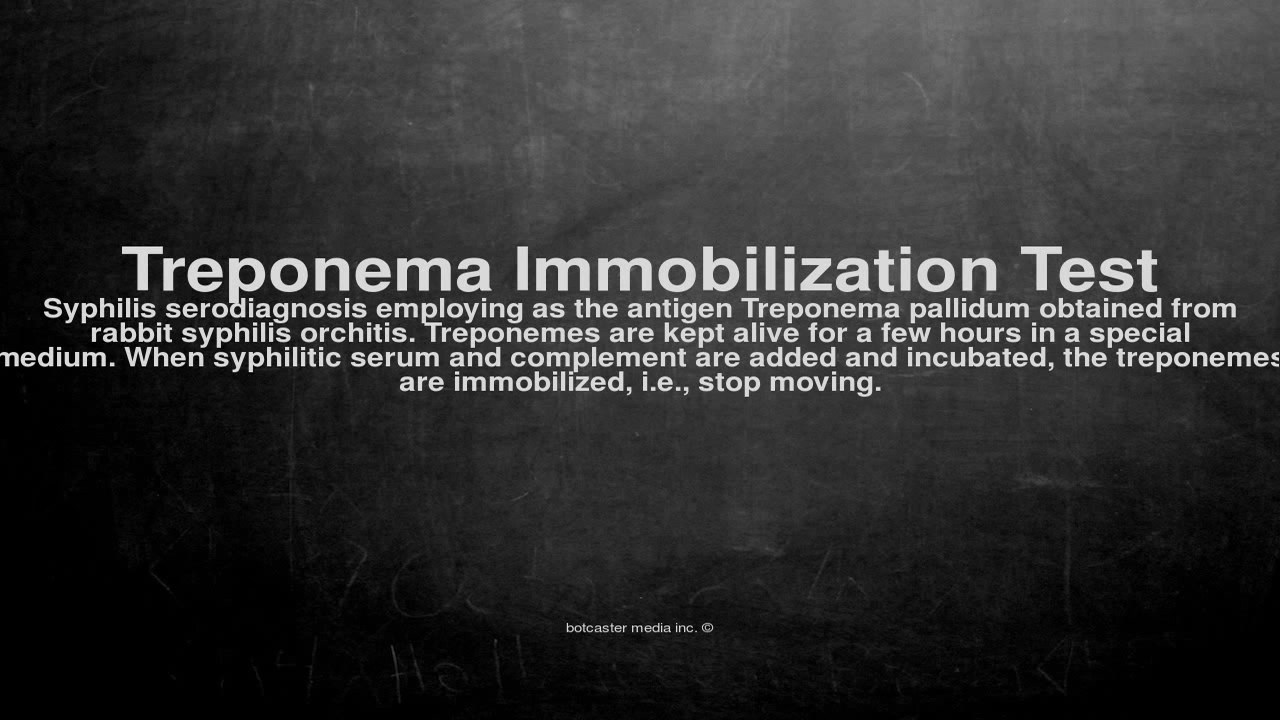 Treponema Immobilization Test
Syphilis serodiagnosis employing as the antigen Treponema pallidum obtained from
rabbit syphilis orchitis. Treponemes are kept alive for a few hours in a special
medium. When syphilitic serum and complement are added and incubated, the treponemes
are immobilized, i.e., stop moving.
botcaster media inc. ©